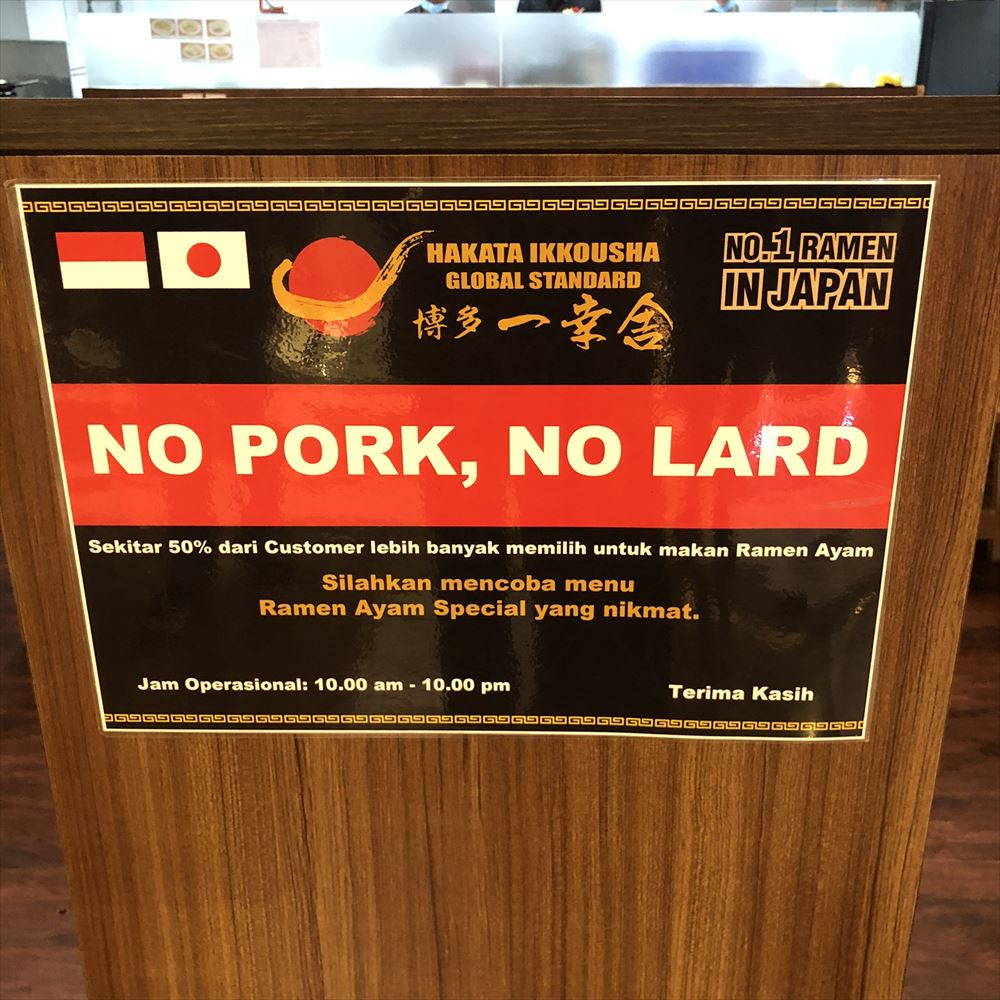 HAKATA IKKOUSHA
GLOBAL STANDARD
博多 一幸舎
NO.1 RAMEN
IN JAPAN
NO PORK, NO LARD
Sekitar 50% dari Customer lebih banyak memilih untuk makan Ramen Ayam
Silahkan mencoba menu
Ramen Ayam Special yang nikmat.
Jam Operasional: 10.00 am - 10.00 pm
Terima Kasih